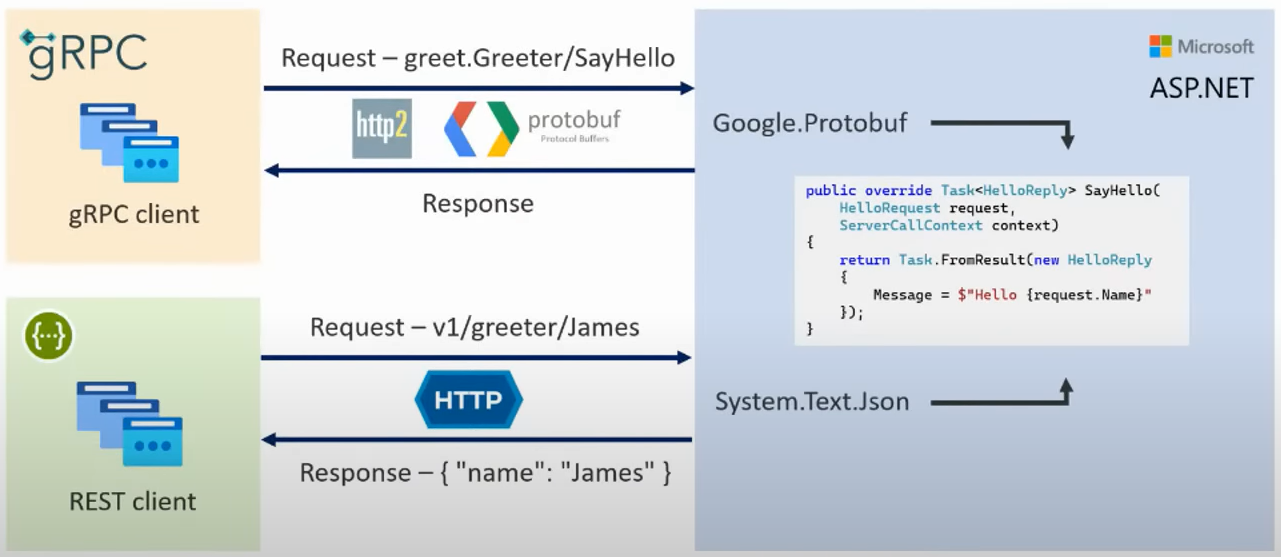 gRPC
gRPC client
Request – greet.Greeter/SayHello
http2
protobuf
Protocol Buffers
Response
{···}
REST client
Request – v1/greeter/James
HTTP
Response – { "name": "James" }
Microsoft
ASP.NET
Google.Protobuf
public override Task<HelloReply> SayHello(
HelloRequest request,
ServerCallContext context)
{
return Task.FromResult(new HelloReply
{
Message = $"Hello {request.Name}"
});
}
System.Text.Json